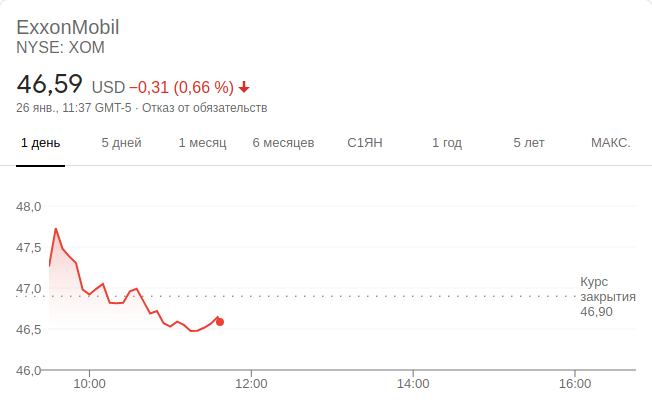 ExxonMobil
NYSE: XOM
46,59 USD −0,31 (0,66 %)
26 янв., 11:37 GMT-5 · Отказ от обязательств
1 день 5 дней 1 месяц 6 месяцев С1ЯН 1 год 5 лет МАКС.
48,0
47,5
47,0
Курс
закрытия
46,90
46,5
46,0
10:00 12:00 14:00 16:00